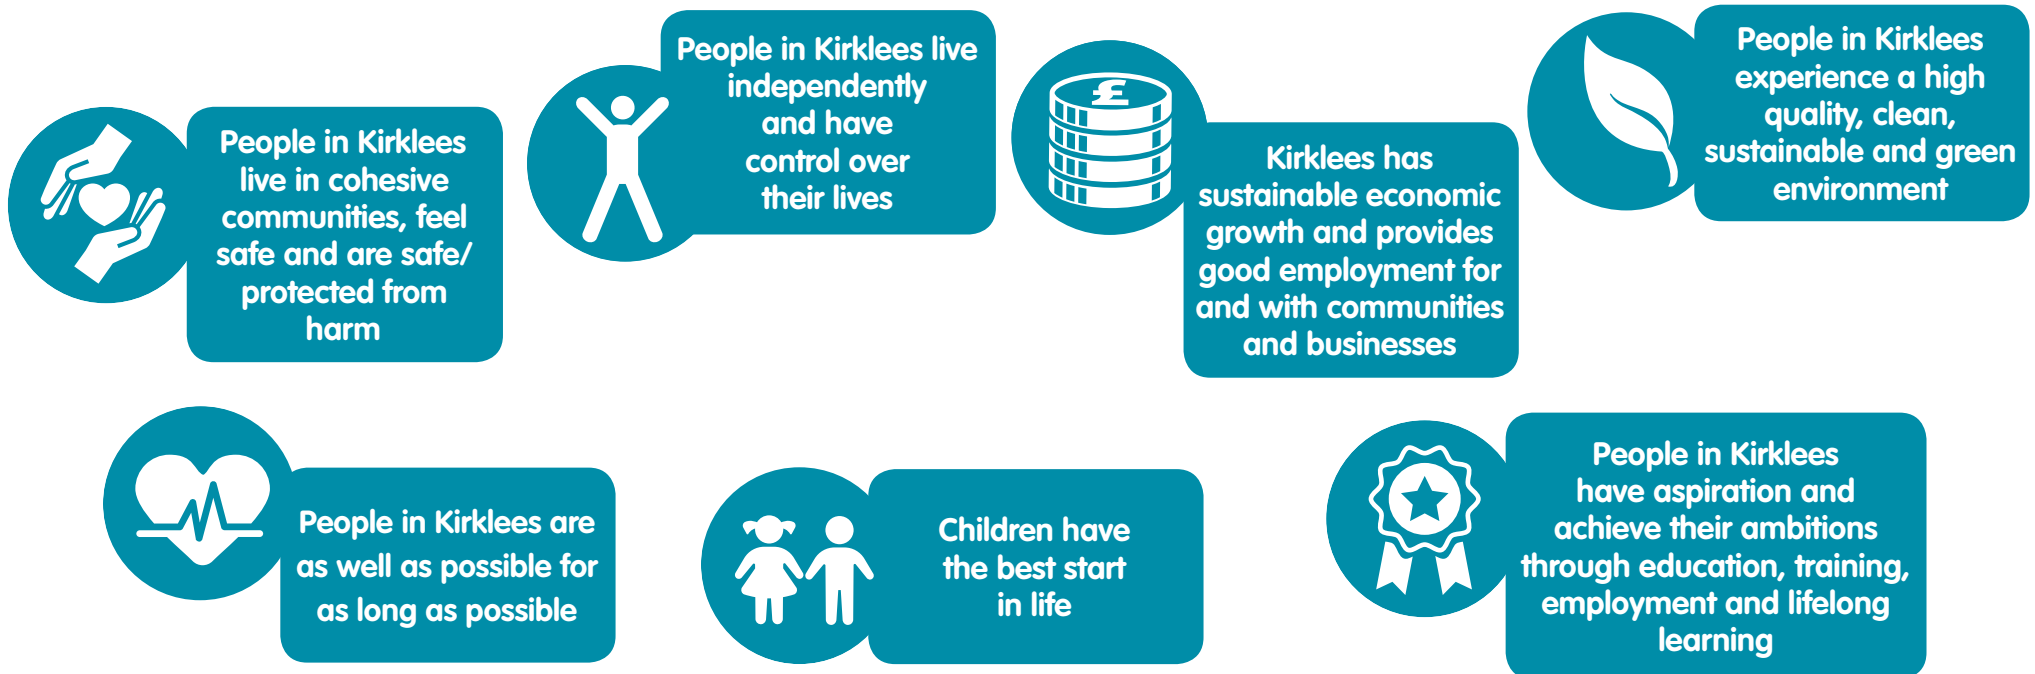 People in Kirklees
live in cohesive
communities, feel
safe and are safe/
protected from
harm
People in Kirklees live
independently
and have
control over
their lives
£
Kirklees has
sustainable economic
growth and provides
good employment for
and with communities
and businesses
People in Kirklees
experience a high
quality, clean,
sustainable and green
environment
People in Kirklees are
as well as possible for
as long as possible
Children have
the best start
in life
People in Kirklees
have aspiration and
achieve their ambitions
through education, training,
employment and lifelong
learning